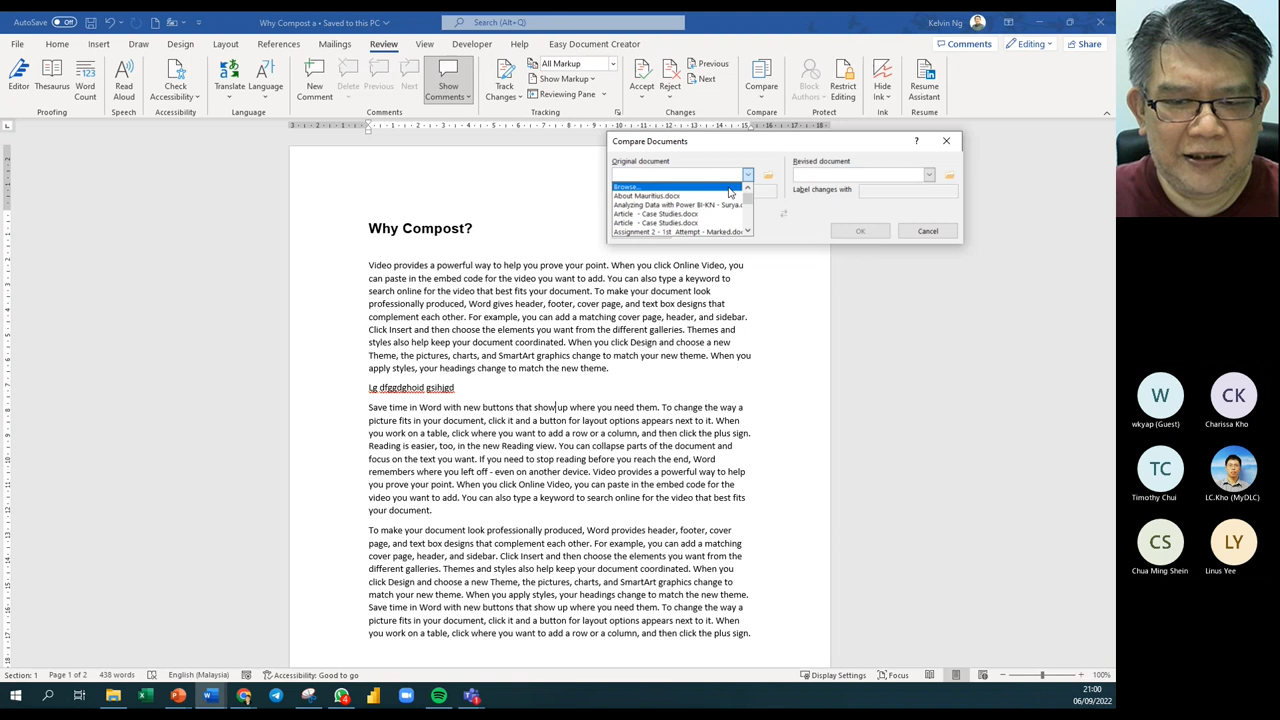 AutoSave Off Why Compost a • Saved to this PC Search (Alt+Q) Kelvin Ng
File Home Insert Draw Design Layout References Mailings Review View Developer Help Easy Document Creator Comments Editing Share
Editor Thesaurus Word Count Read Aloud Check Accessibility Translate Language New Comment Delete Previous Next Show Comments Track Changes All Markup Show Markup Reviewing Pane Accept Reject Previous Next Compare Block Authors Restrict Editing Hide Ink Resume Assistant
Proofing Speech Accessibility Language Comments Tracking Changes Compare Protect Ink Resume
Compare Documents ?
Original document Revised document
Browse...
About Mauritius.docx
Label changes with
Analyzing Data with Power BI-KN - Surya.
Article - Case Studies.docx
Article - Case Studies.docx
Assignment 2 - 1st Attempt - Marked.doc
OK Cancel
Why Compost?
Video provides a powerful way to help you prove your point. When you click Online Video, you
can paste in the embed code for the video you want to add. You can also type a keyword to
search online for the video that best fits your document. To make your document look
professionally produced, Word gives header, footer, cover page, and text box designs that
complement each other. For example, you can add a matching cover page, header, and sidebar.
Click Insert and then choose the elements you want from the different galleries. Themes and
styles also help keep your document coordinated. When you click Design and choose a new
Theme, the pictures, charts, and SmartArt graphics change to match your new theme. When you
apply styles, your headings change to match the new theme.
Lg dfggdghoid gsihjgd
Save time in Word with new buttons that show up where you need them. To change the way a
picture fits in your document, click it and a button for layout options appears next to it. When
you work on a table, click where you want to add a row or a column, and then click the plus sign.
Reading is easier, too, in the new Reading view. You can collapse parts of the document and
focus on the text you want. If you need to stop reading before you reach the end, Word
remembers where you left off - even on another device. Video provides a powerful way to help
you prove your point. When you click Online Video, you can paste in the embed code for the
video you want to add. You can also type a keyword to search online for the video that best fits
your document.
To make your document look professionally produced, Word provides header, footer, cover
page, and text box designs that complement each other. For example, you can add a matching
cover page, header, and sidebar. Click Insert and then choose the elements you want from the
different galleries. Themes and styles also help keep your document coordinated. When you
click Design and choose a new Theme, the pictures, charts, and SmartArt graphics change to
match your new theme. When you apply styles, your headings change to match the new theme.
Save time in Word with new buttons that show up where you need them. To change the way a
picture fits in your document, click it and a button for layout options appears next to it. When
you work on a table, click where you want to add a row or a column, and then click the plus sign.
Section: 1 Page 1 of 2 438 words English (Malaysia) Accessibility: Good to go Display Settings Focus 100%
21:00
06/09/2022
W CK
wkyap (Guest) Charissa Kho
TC
Timothy Chui LC.Kho (MyDLC)
CS LY
Chua Ming Shein Linus Yee